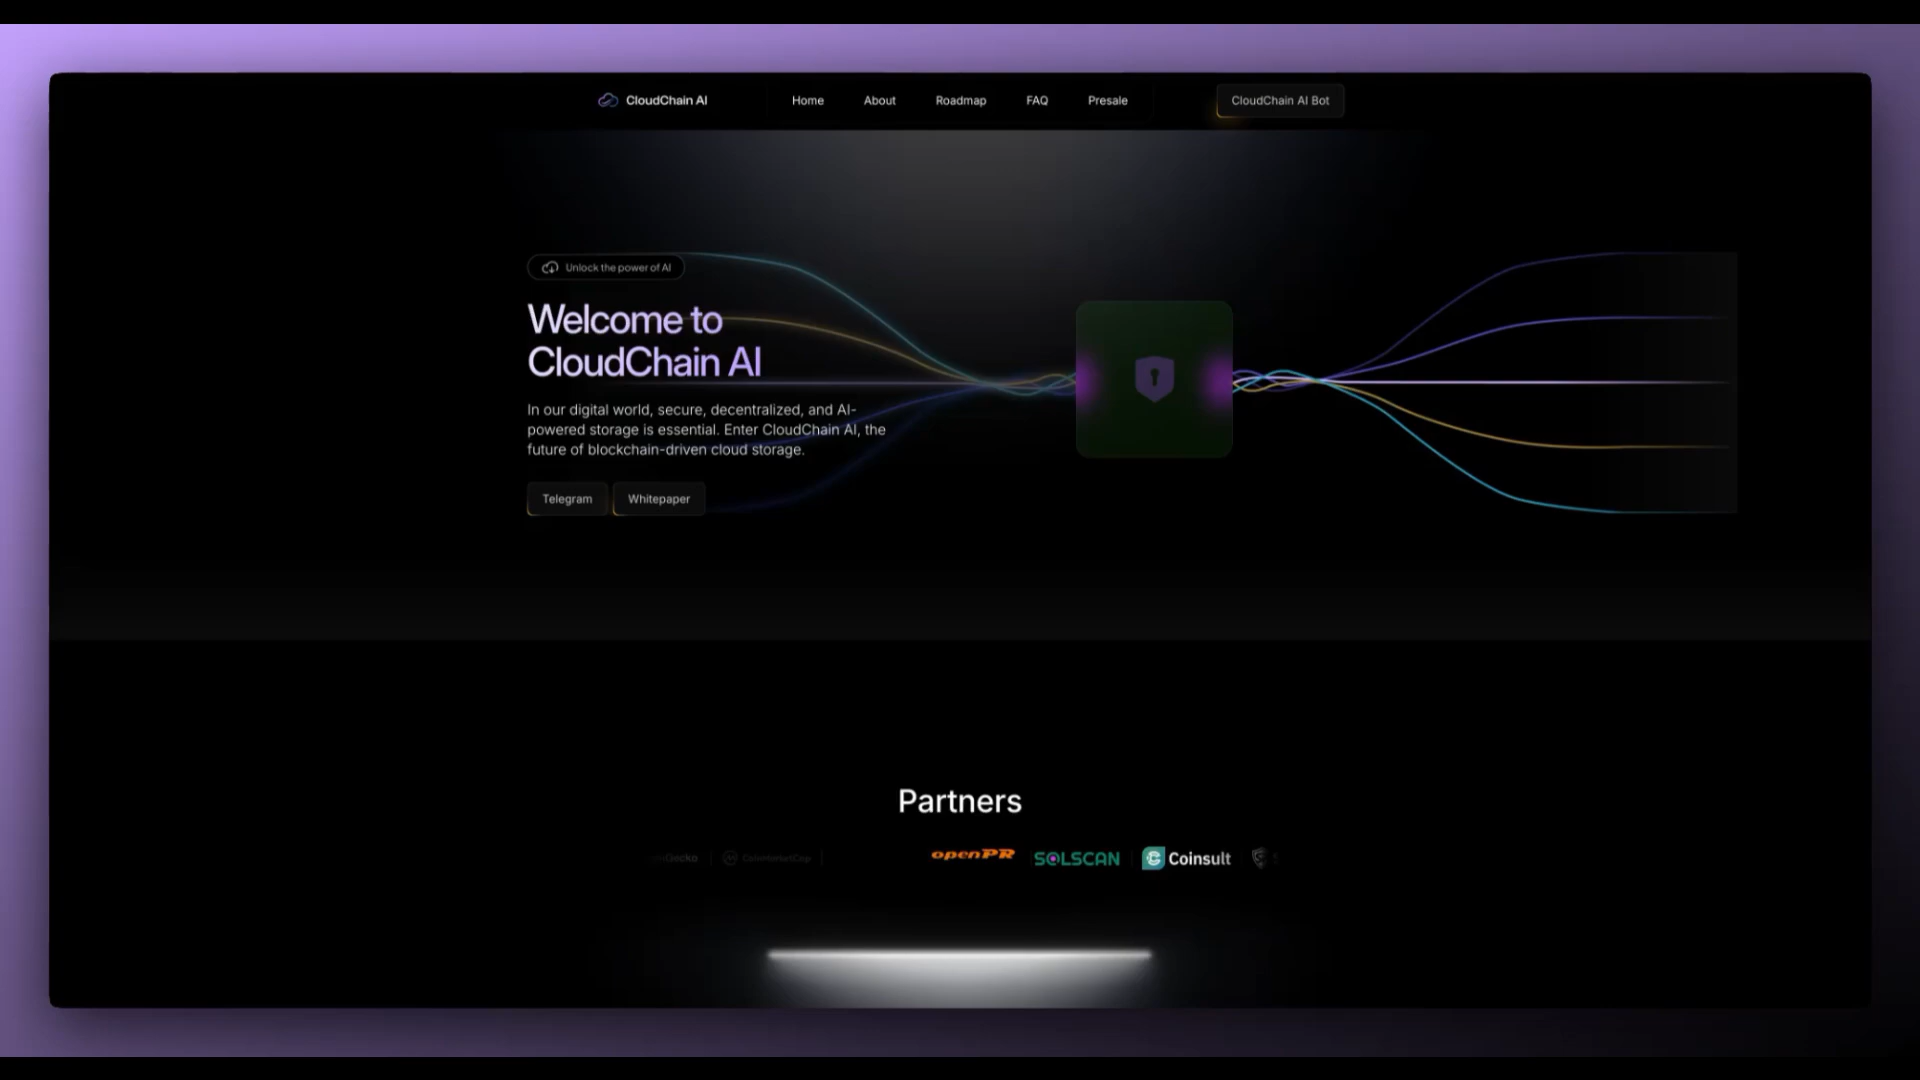 CloudChain AI
Home
About
Roadmap
FAQ
Presale
CloudChain AI Bot
Unlock the power of AI
Welcome to
CloudChain AI
In our digital world, secure, decentralized, and AI-
powered storage is essential. Enter CloudChain AI, the
future of blockchain-driven cloud storage.
Telegram
Whitepaper
Partners
CoinMarketCap
openPR
SOLSCAN
Coinsult